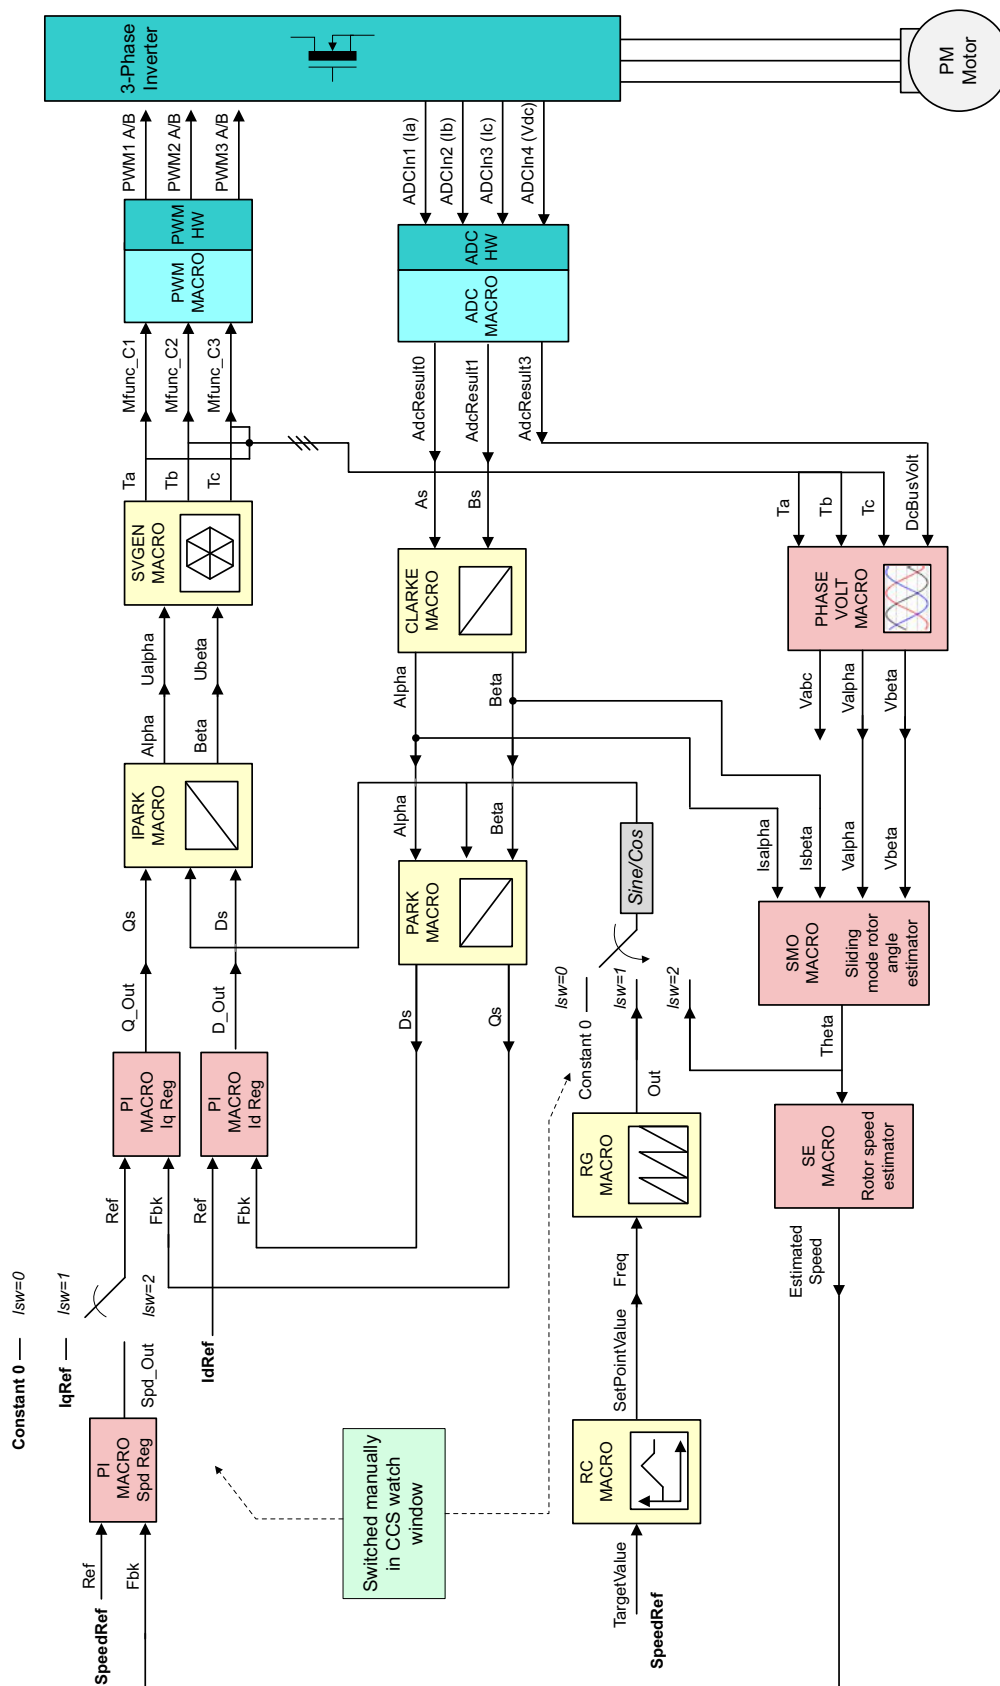 Constant 0
Isw=0
IqRef
Isw=1
Isw=2
Spd_Out
SpeedRef
Ref
Fbk
PI
MACRO
Spd Reg
Ref
Fbk
PI
MACRO
Iq Reg
Q_Out
Qs
IdRef
Ref
Fbk
PI
MACRO
Id Reg
D_Out
Ds
IPARK
MACRO
Alpha
Ualpha
Beta
Ubeta
SVGEN
MACRO
Ta
Tb
Tc
Mfunc_C1
Mfunc_C2
Mfunc_C3
PWM
MACRO
PWM
HW
PWM1 A/B
PWM2 A/B
PWM3 A/B
3-Phase
Inverter
Switched manually
in CCS watch
window
Ds
Qs
PARK
MACRO
Alpha
Beta
Alpha
Beta
CLARKE
MACRO
As
Bs
AdcResult0
AdcResult1
AdcResult3
ADC
MACRO
ADC
HW
ADCIn1 (Ia)
ADCIn2 (Ib)
ADCIn3 (Ic)
ADCIn4 (Vdc)
TargetValue
SpeedRef
RC
MACRO
SetPointValue
Freq
RG
MACRO
Out
Constant 0
Isw=0
Isw=1
Isw=2
Sine/Cos
Estimated
Speed
SE
MACRO
Rotor speed
estimator
Theta
SMO
MACRO
Sliding
mode rotor
angle
estimator
Isalpha
Isbeta
Valpha
Vbeta
Vabc
Valpha
Vbeta
PHASE
VOLT
MACRO
Ta
Tb
Tc
DcBusVolt
PM
Motor